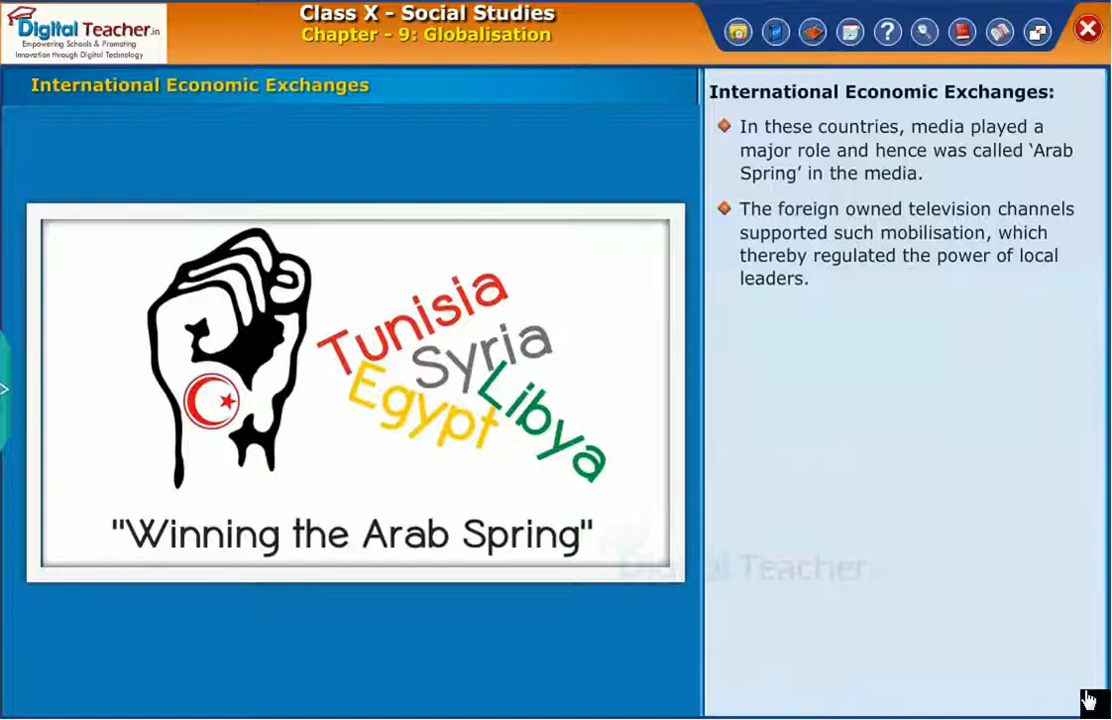 Digital Teacher.in
Empowering Schools & Promoting
Innovation through Digital Technology
Class X - Social Studies
Chapter - 9: Globalisation
International Economic Exchanges
Tunisia
Syria
Egypt
Libya
"Winning the Arab Spring"
International Economic Exchanges:
In these countries, media played a
major role and hence was called ‘Arab
Spring’ in the media.
The foreign owned television channels
supported such mobilisation, which
thereby regulated the power of local
leaders.
Digital Teacher